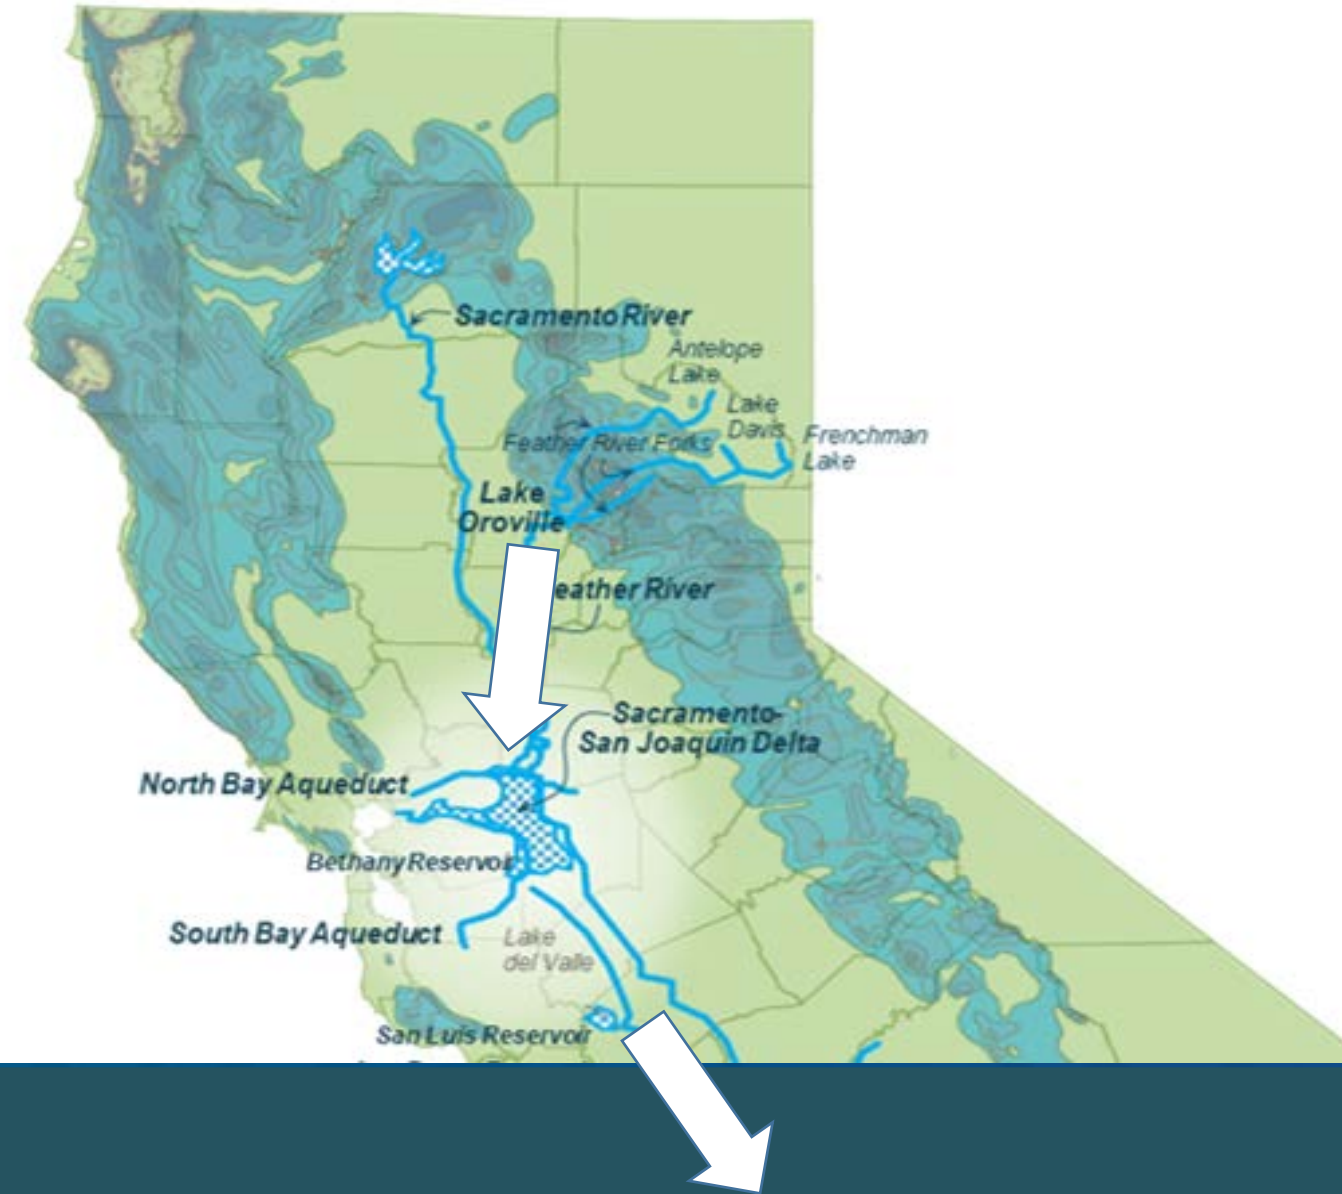 Sacramento River
Antelope
Lake
Lake
Davis
Frenchman
Lake
Feather River Forks
Lake
Oroville
eather River
Sacramento-
San Joaquin Delta
North Bay Aqueduct
Bethany Reservoi
South Bay Aqueduct
Lake
del Valle
San Luis Reservoir